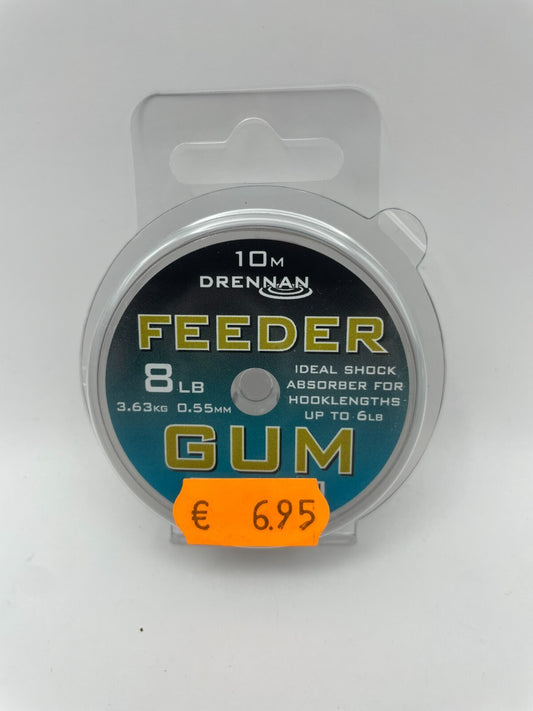 10M
DRENNAN
FEEDER
8LB
3.63KG 0.55MM
IDEAL SHOCK
ABSORBER FOR
HOOKLENGTHS
UP TO 6LB
GUM
€ 6.95